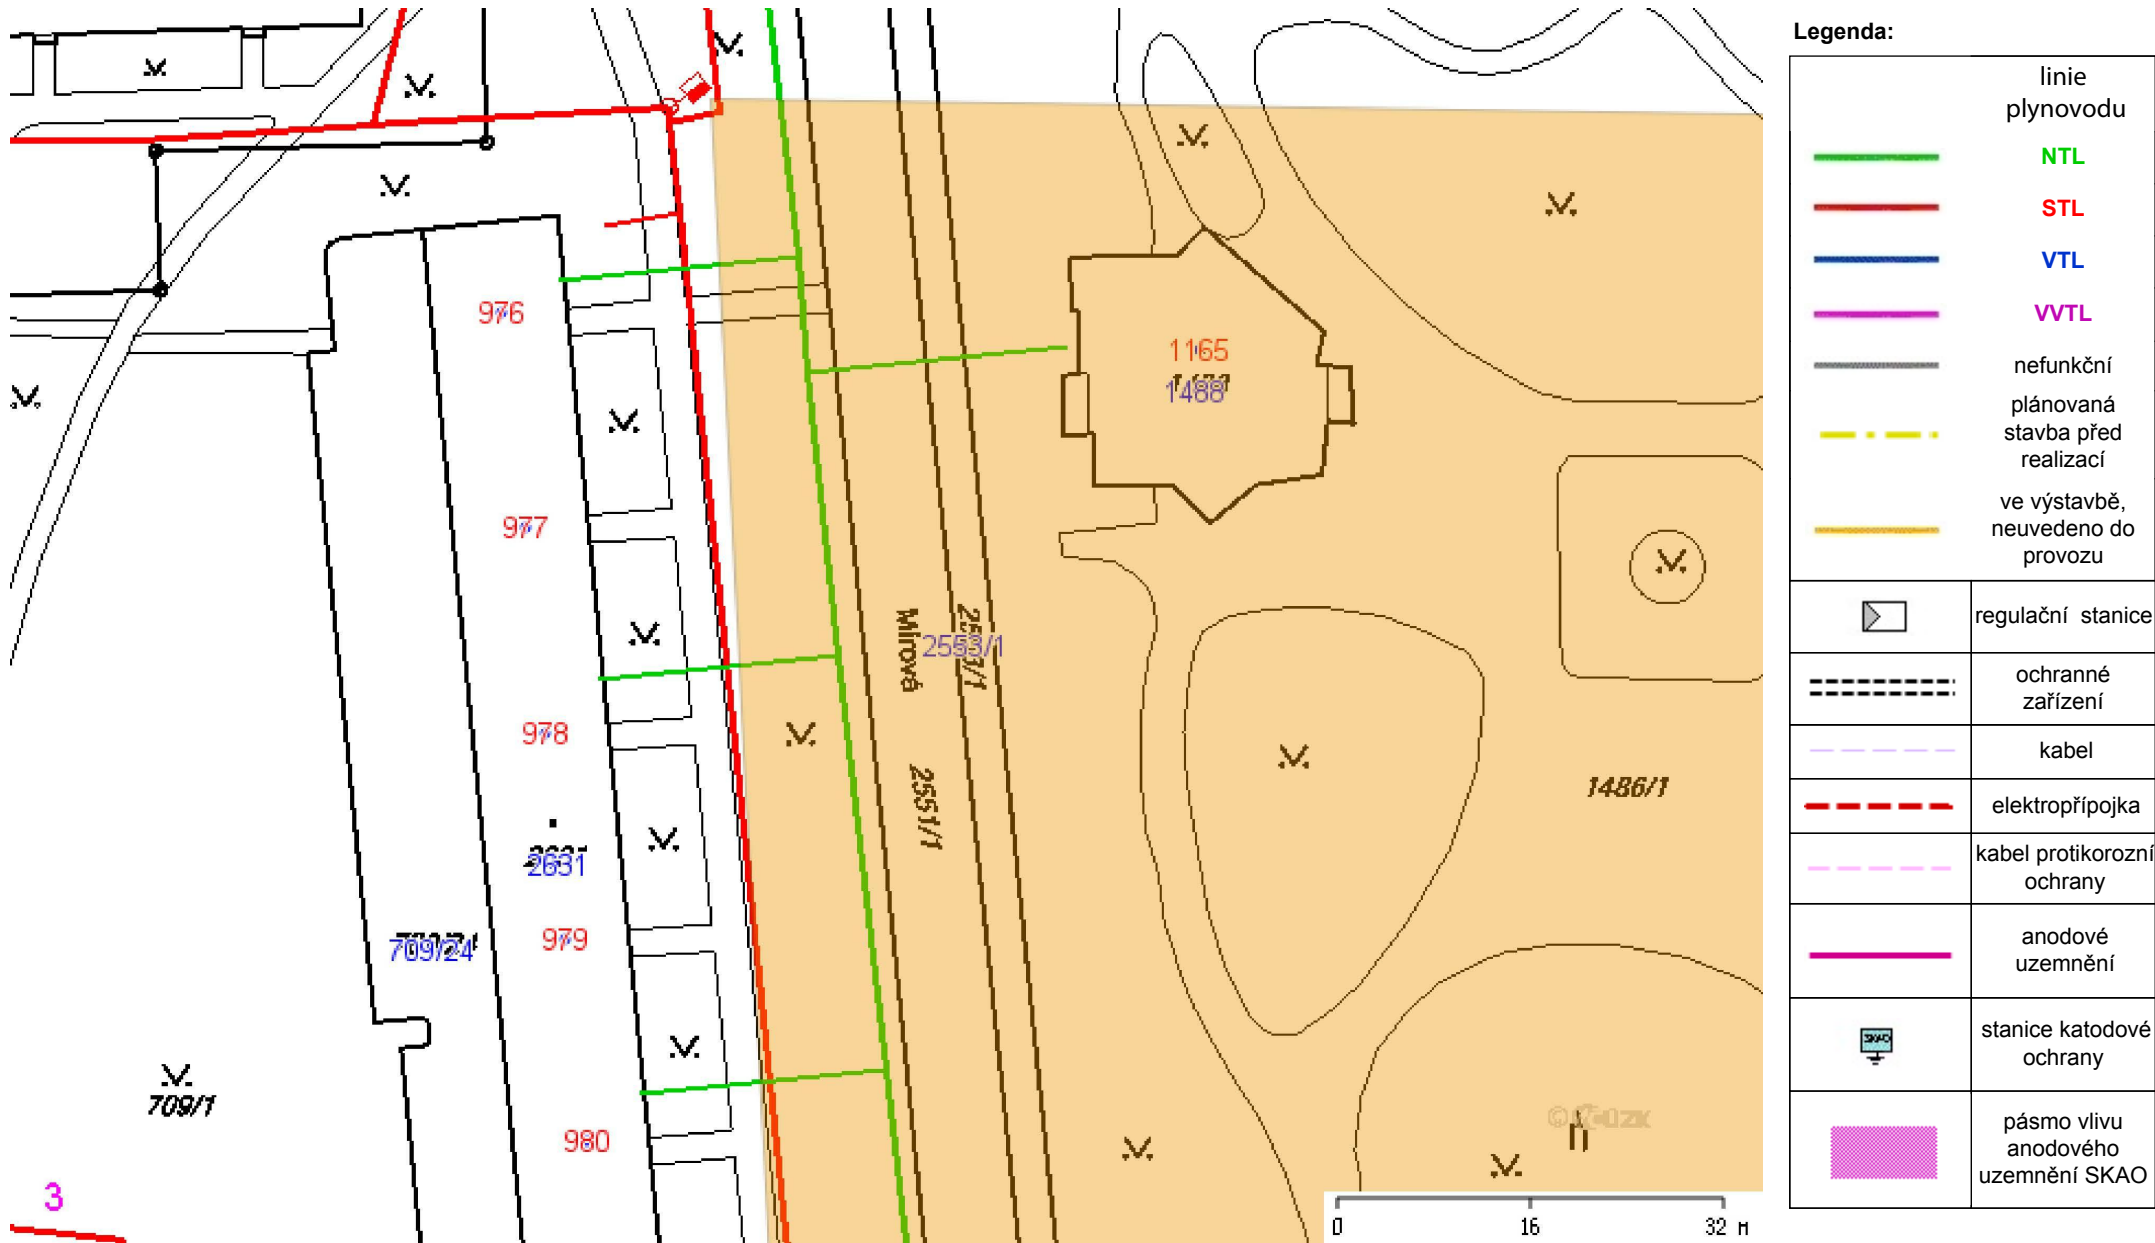 Legenda:
linie
plynovodu
NTL
STL
VTL
VVTL
nefunkční
plánovaná
stavba před
realizací
ve výstavbě,
neuvedeno do
provozu
regulační stanice
ochranné
zařízení
kabel
elektropřípojka
kabel protikorozní
ochrany
anodové
uzemnění
SKAO
stanice katodové
ochrany
pásmo vlivu
anodového
uzemnění SKAO
976
1165
1488
977
Mírová
2553/1
2553/1
978
2551/1
1486/1
2631
979
709/24
709/1
980
3
0 16 32 M